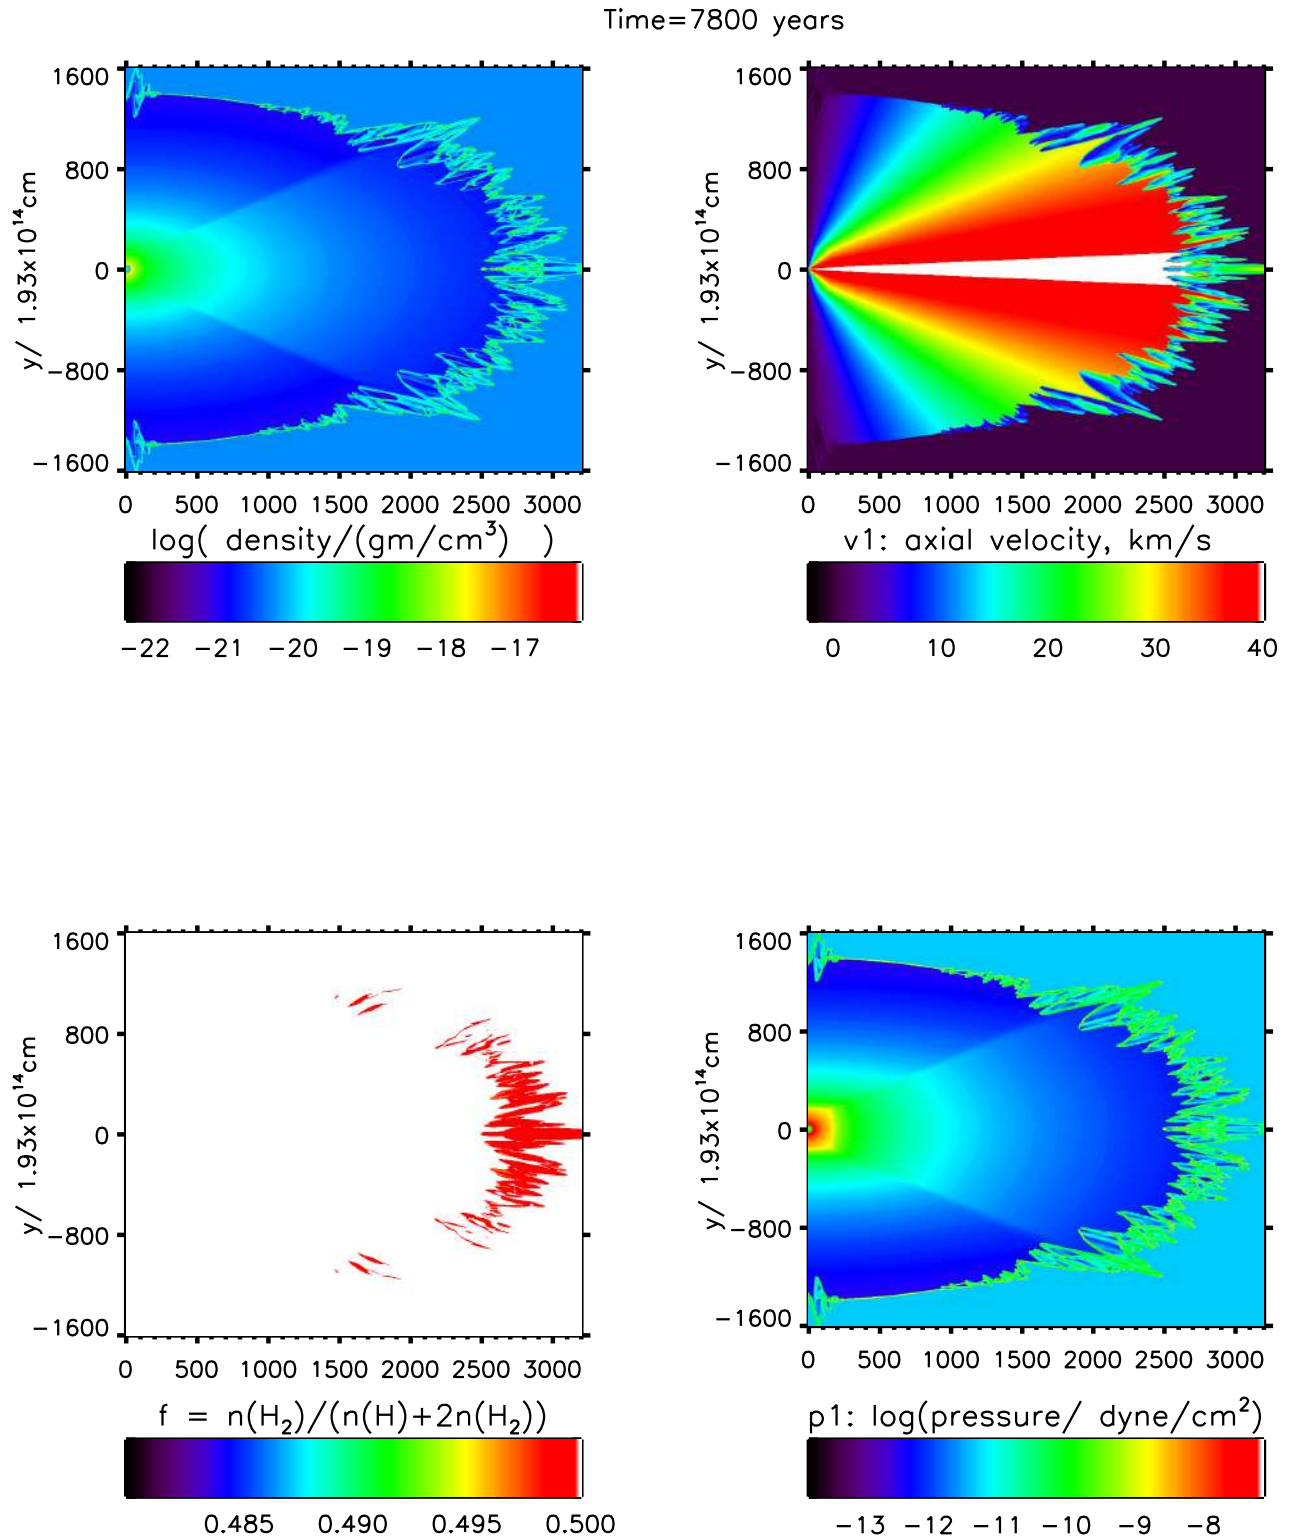 Time=7800 years
1600
800
0
−800
−1600
y/ 1.93x10¹⁴cm
0 500 1000 1500 2000 2500 3000
log( density/(gm/cm³) )
−22 −21 −20 −19 −18 −17
1600
800
0
−800
−1600
y/ 1.93x10¹⁴cm
0 500 1000 1500 2000 2500 3000
v1: axial velocity, km/s
0 10 20 30 40
1600
800
0
−800
−1600
y/ 1.93x10¹⁴cm
0 500 1000 1500 2000 2500 3000
f = n(H₂)/(n(H)+2n(H₂))
0.485 0.490 0.495 0.500
1600
800
0
−800
−1600
y/ 1.93x10¹⁴cm
0 500 1000 1500 2000 2500 3000
p1: log(pressure/ dyne/cm²)
−13 −12 −11 −10 −9 −8